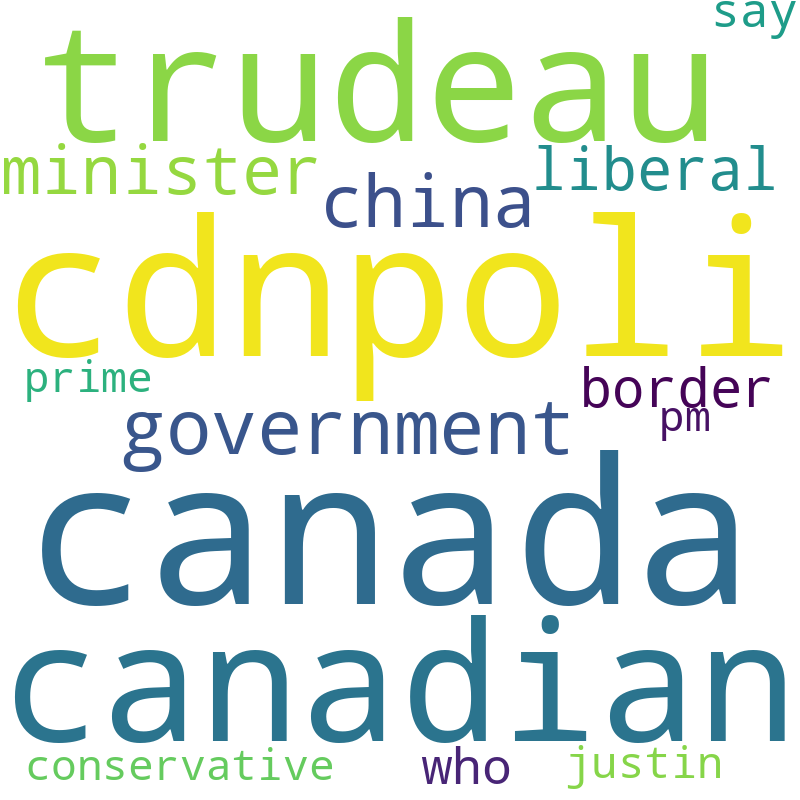 say
trudeau
minister
liberal
china
cdnpoli
prime
border
pm
government
canada
canadian
conservative
who
justin